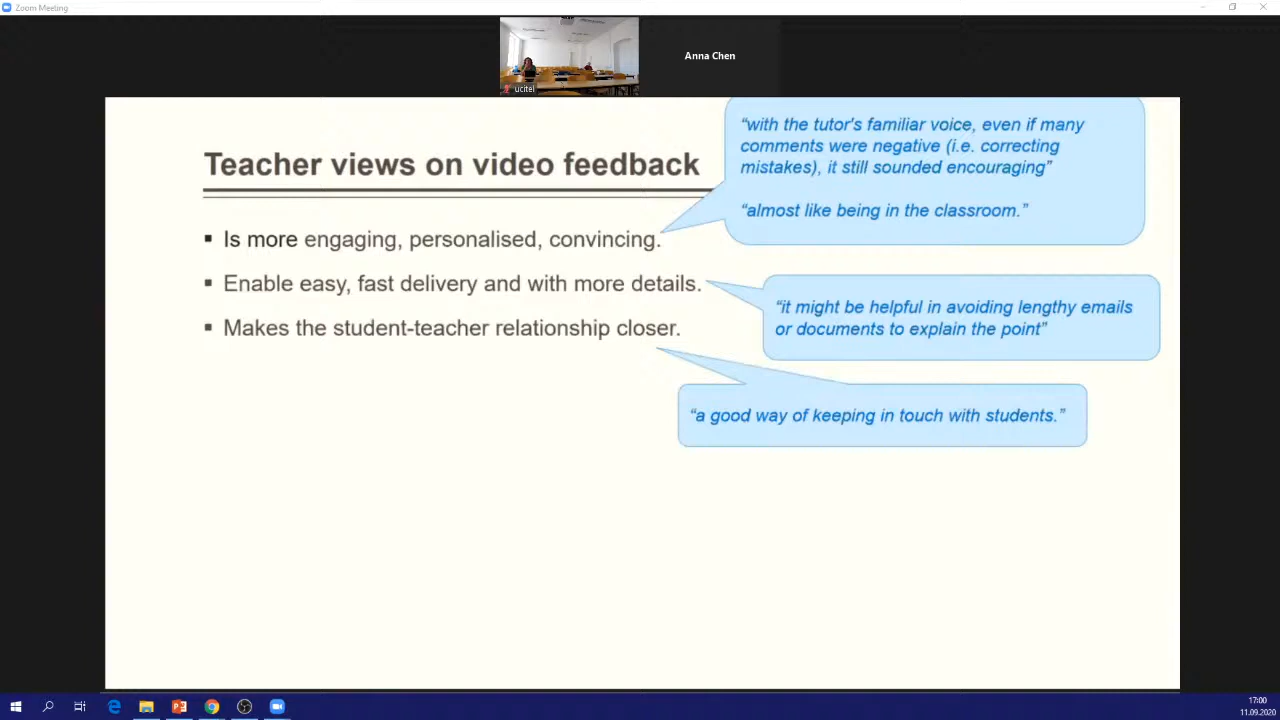 Zoom Meeting
ucitel
Anna Chen
Teacher views on video feedback
▪ Is more engaging, personalised, convincing.
▪ Enable easy, fast delivery and with more details.
▪ Makes the student-teacher relationship closer.
“with the tutor's familiar voice, even if many
comments were negative (i.e. correcting
mistakes), it still sounded encouraging”
“almost like being in the classroom.”
“it might be helpful in avoiding lengthy emails
or documents to explain the point”
“a good way of keeping in touch with students.”
17:00
11.09.2020